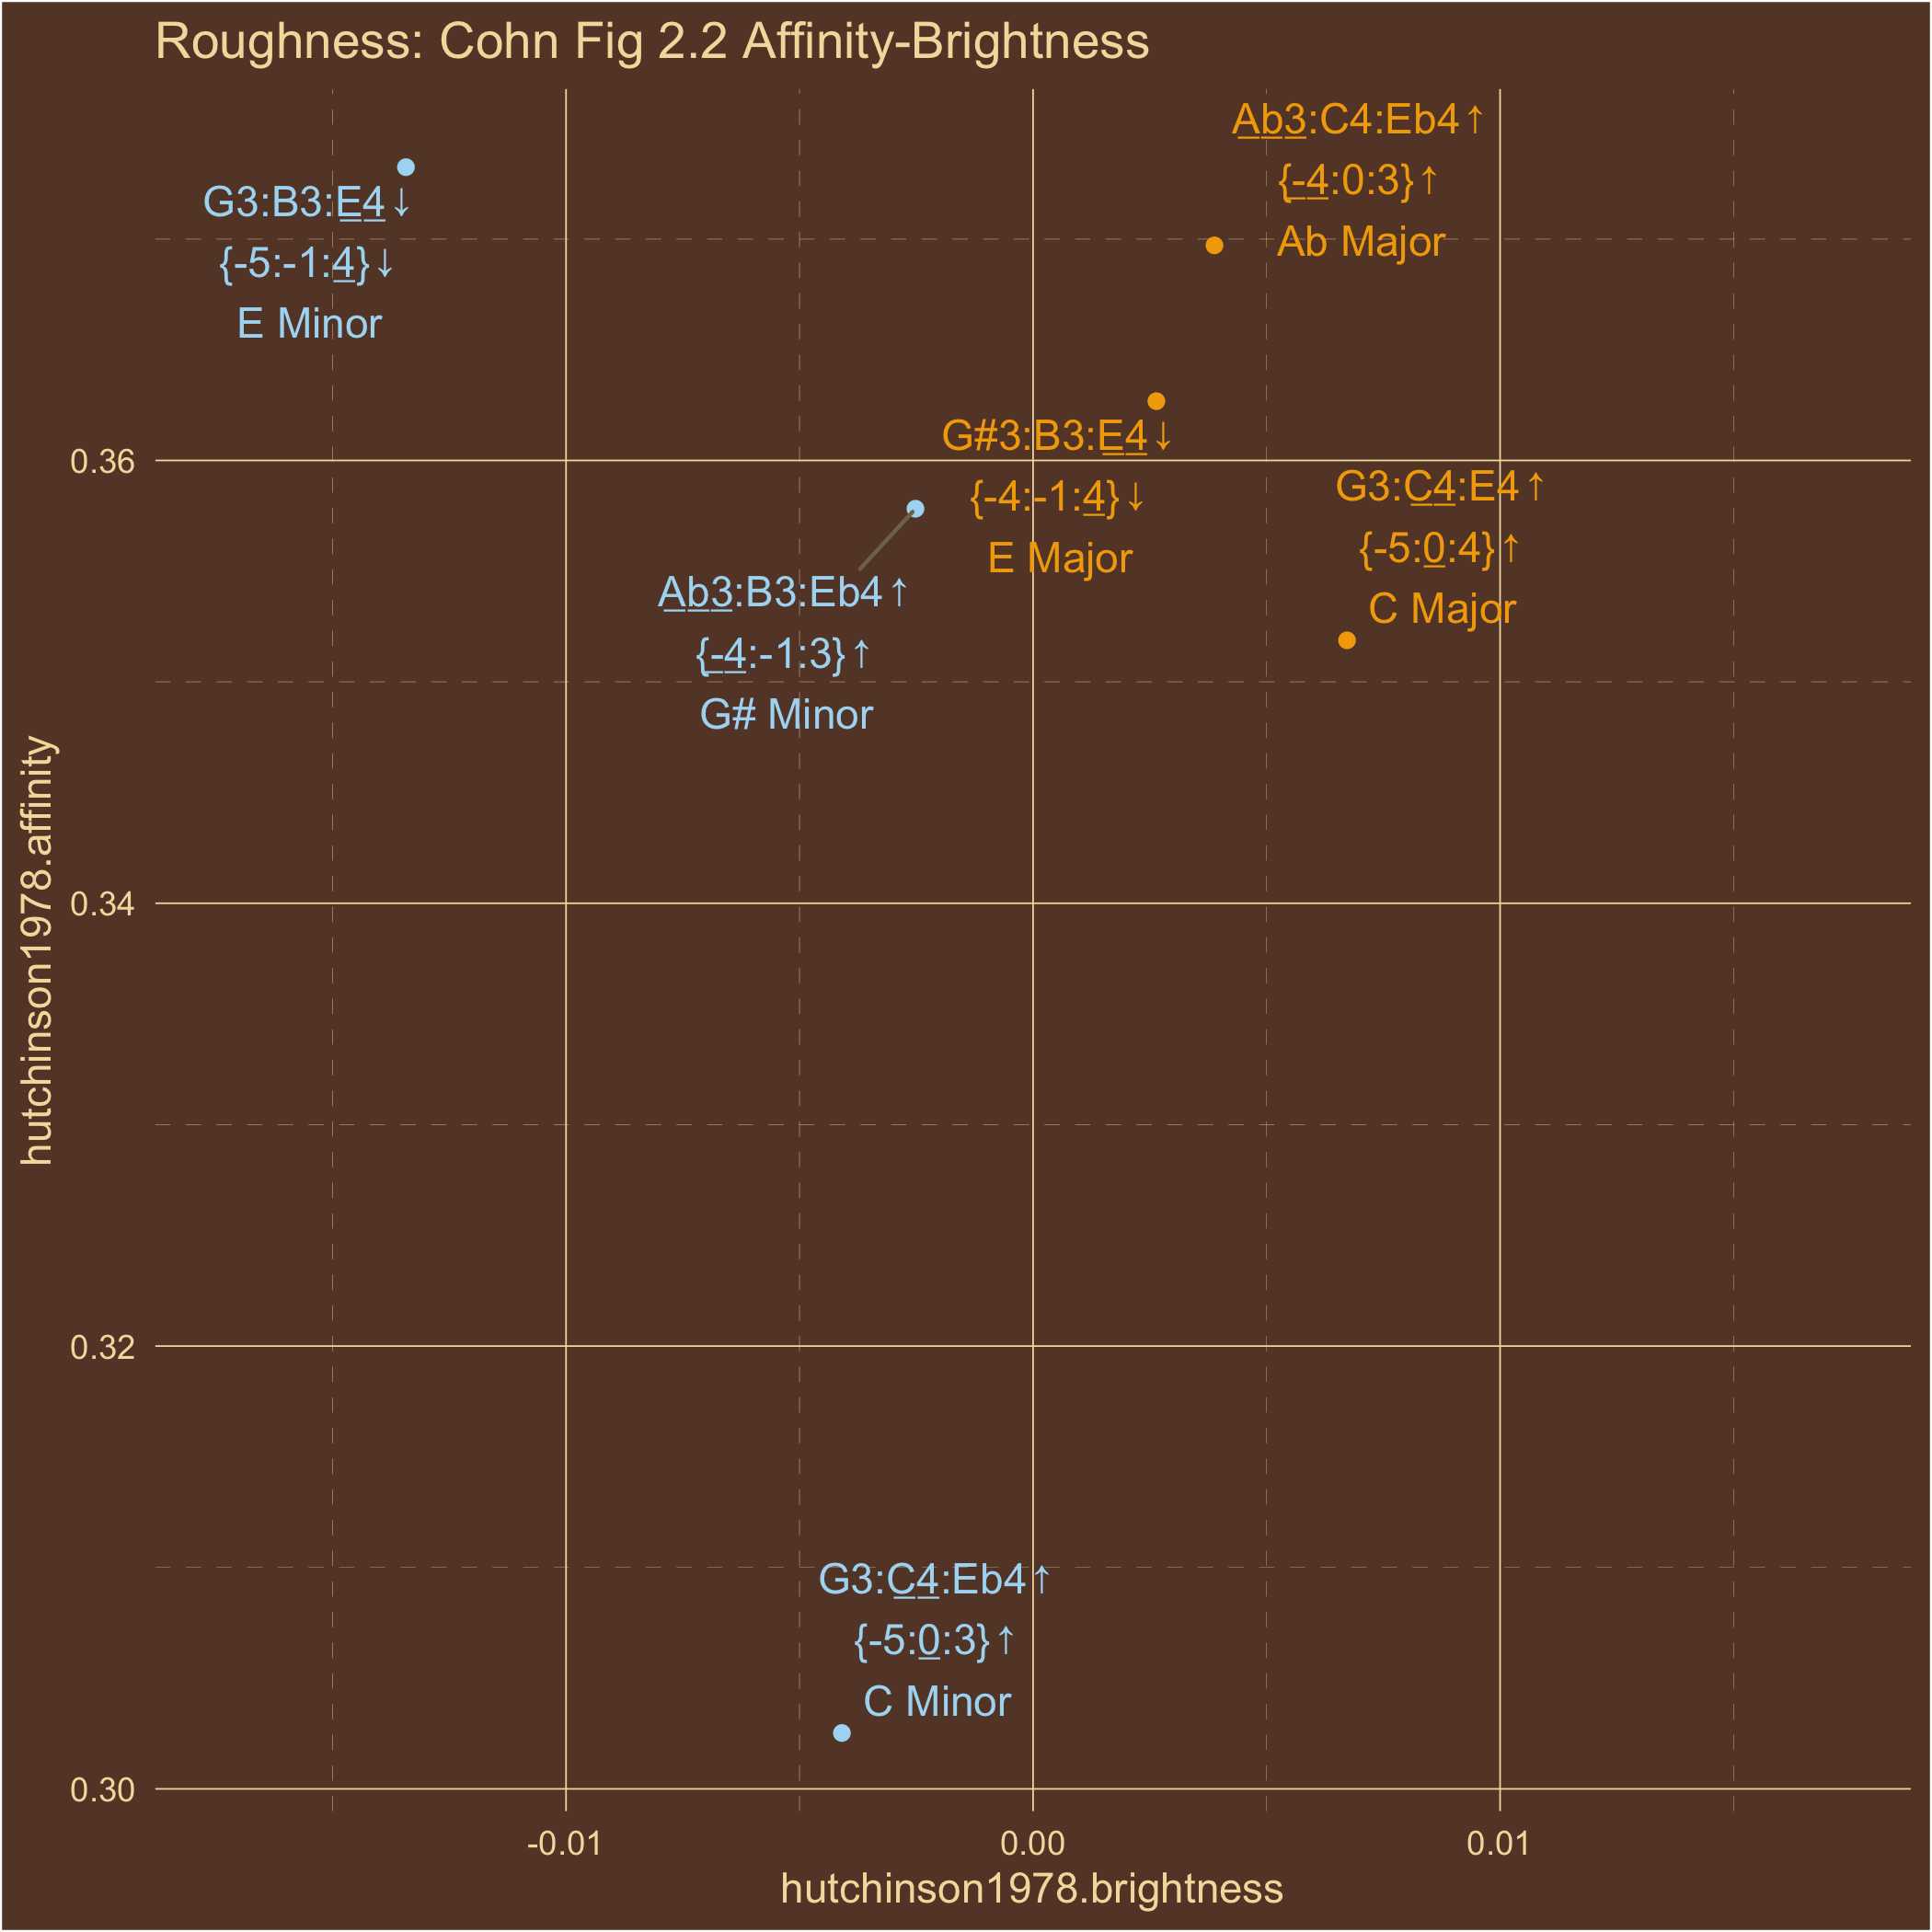 Roughness: Cohn Fig 2.2 Affinity-Brightness
Ab3:C4:Eb4↑
{-4:0:3}↑
Ab Major
G3:B3:E4↓
{-5:-1:4}↓
E Minor
G#3:B3:E4↓
{-4:-1:4}↓
E Major
G3:C4:E4↑
{-5:0:4}↑
C Major
Ab3:B3:Eb4↑
{-4:-1:3}↑
G# Minor
G3:C4:Eb4↑
{-5:0:3}↑
C Minor
hutchinson1978.affinity
0.36
0.34
0.32
0.30
-0.01
0.00
0.01
hutchinson1978.brightness